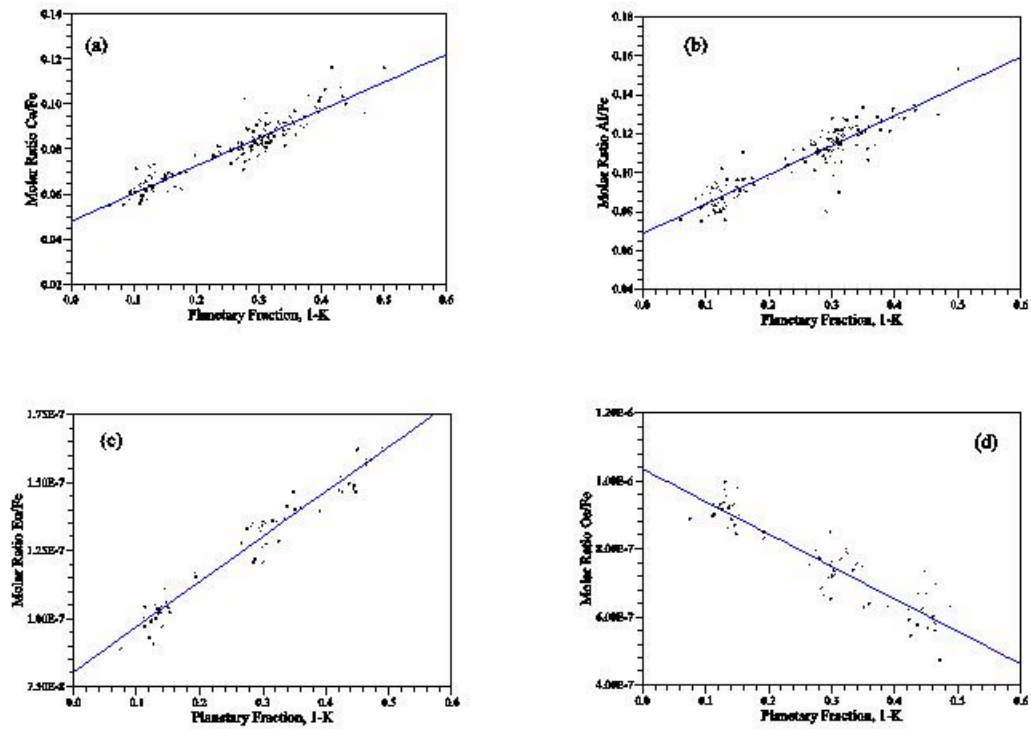 (a)
Molar Ratio Ca/Fe
0.14
0.12
0.10
0.08
0.06
0.04
0.02
0.0
0.1
0.2
0.3
0.4
0.5
0.6
Planetary Fraction, 1-K
(b)
Molar Ratio Al/Fe
0.18
0.16
0.14
0.12
0.10
0.08
0.06
0.04
0.0
0.1
0.2
0.3
0.4
0.5
0.6
Planetary Fraction, 1-K
(c)
Molar Ratio Eu/Fe
1.75E-7
1.50E-7
1.25E-7
1.00E-7
7.50E-8
0.0
0.1
0.2
0.3
0.4
0.5
0.6
Planetary Fraction, 1-K
(d)
Molar Ratio
1.20E-6
1.00E-6
8.00E-7
6.00E-7
4.00E-7
0.0
0.1
0.2
0.3
0.4
0.5
0.6
Planetary Fraction, 1-K